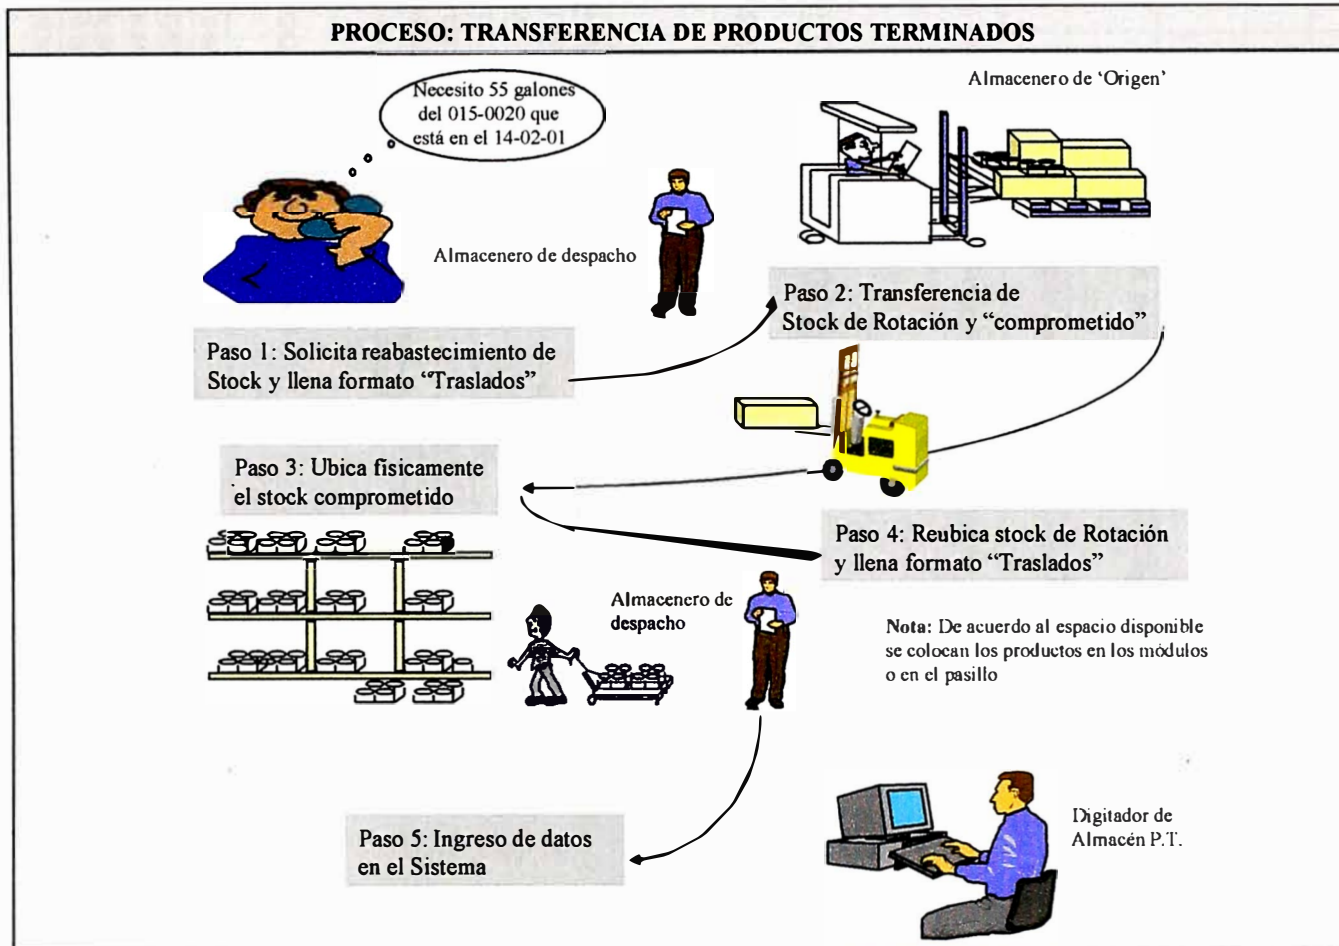 PROCESO: TRANSFERENCIA DE PRODUCTOS TERMINADOS
Necesito 55 galones
del 015-0020 que
está en el 14-02-01
Almacenero de ‘Origen’
Almacenero de despacho
Paso 1: Solicita reabastecimiento de
Stock y llena formato “Traslados”
Paso 2: Transferencia de
Stock de Rotación y “comprometido”
Paso 3: Ubica físicamente
el stock comprometido
Paso 4: Reubica stock de Rotación
y llena formato “Traslados”
Almacenero de
despacho
Nota: De acuerdo al espacio disponible
se colocan los productos en los módulos
o en el pasillo
Paso 5: Ingreso de datos
en el Sistema
Digitador de
Almacén P.T.